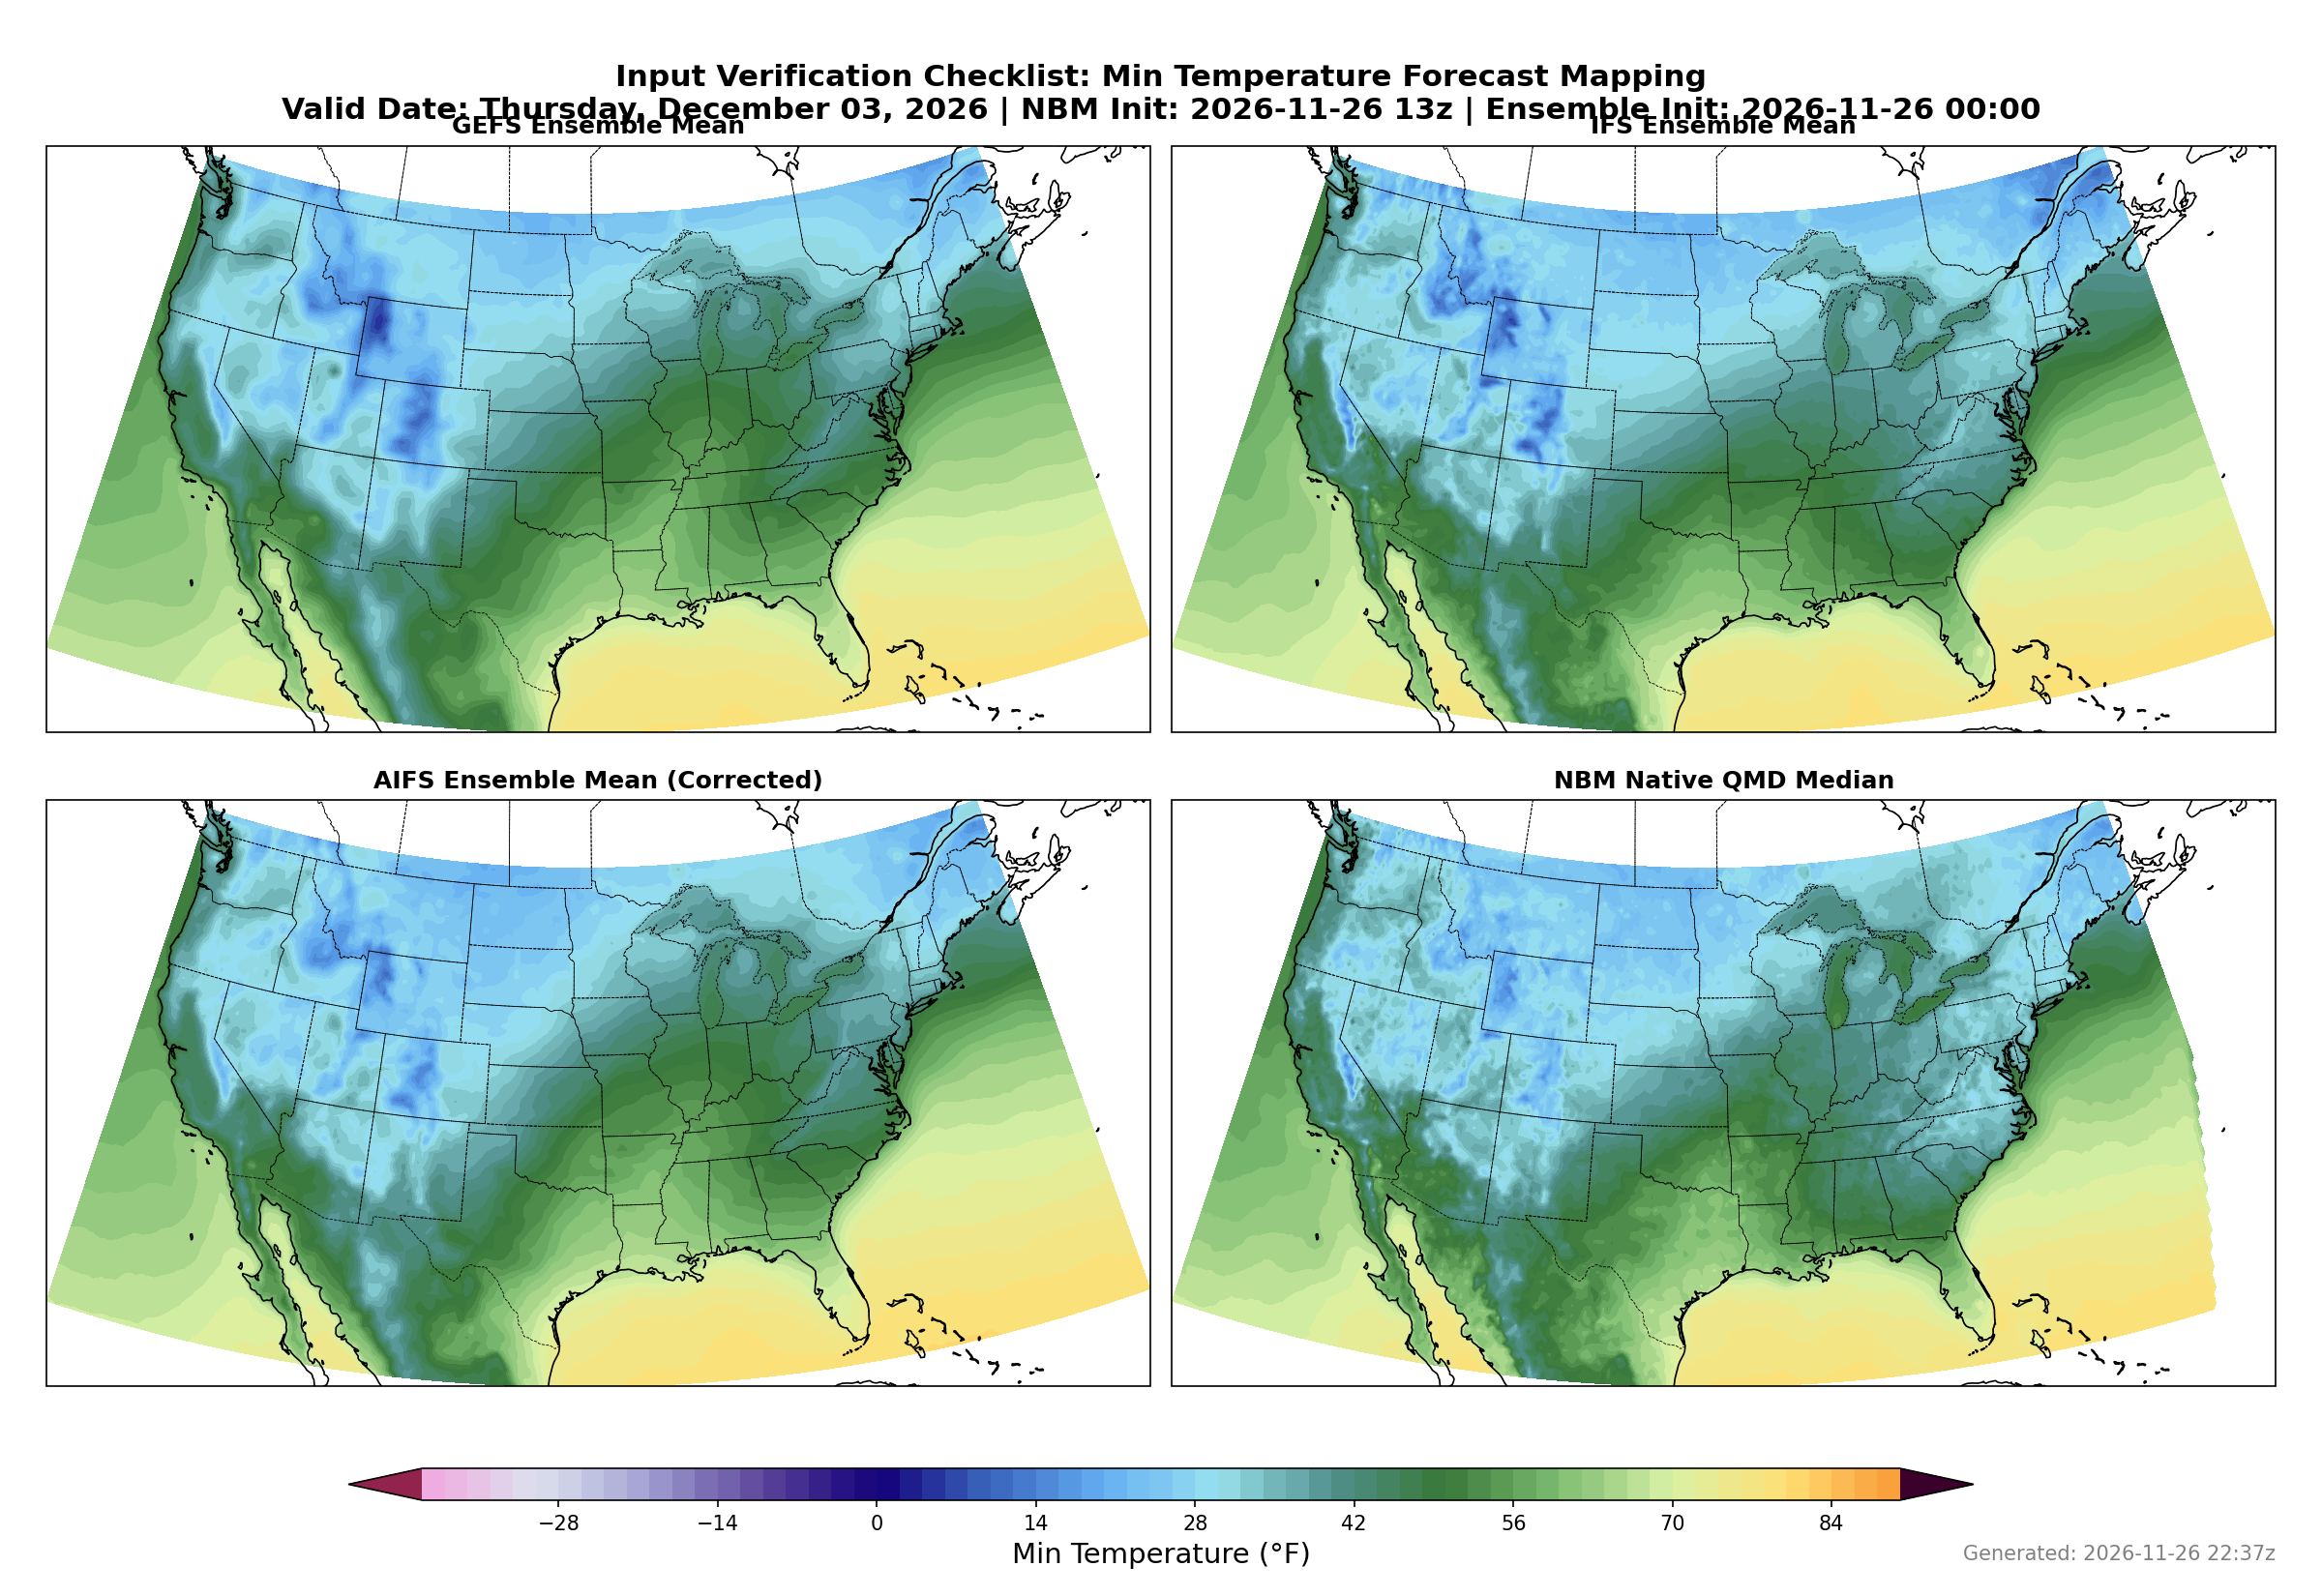 Input Verification Checklist: Min Temperature Forecast Mapping
Valid Date: Thursday, December 03, 2026 | NBM Init: 2026-11-26 13z | Ensemble Init: 2026-11-26 00:00
GEFS Ensemble Mean
IFS Ensemble Mean
AIFS Ensemble Mean (Corrected)
NBM Native QMD Median
−28 −14 0 14 28 42 56 70 84
Min Temperature (°F)
Generated: 2026-11-26 22:37z